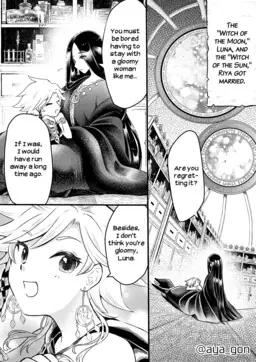 THE
"WITCH OF
THE MOON,"
LUNA, AND
THE "WITCH
OF THE SUN,"
RIYA GOT
MARRIED.
You must
be bored
having to
stay with
a gloomy
woman
like me...
If I was,
I would
have run
away a long
time ago.
Are you
regret-
ting it?
Besides,
I don't
think you're
gloomy,
Luna.
@aya_gon